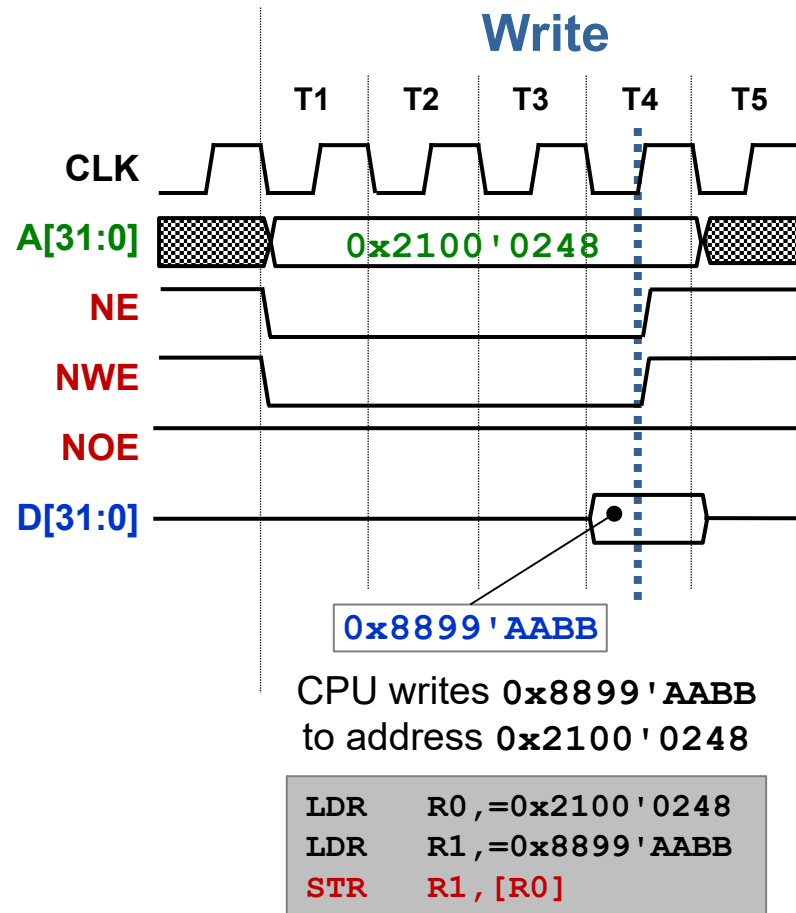 Write
T1 T2 T3 T4 T5
CLK
A[31:0] 0x2100'0248
NE
NWE
NOE
D[31:0]
0x8899'AABB
CPU writes 0x8899'AABB
to address 0x2100'0248
LDR R0,=0x2100'0248
LDR R1,=0x8899'AABB
STR R1,[R0]